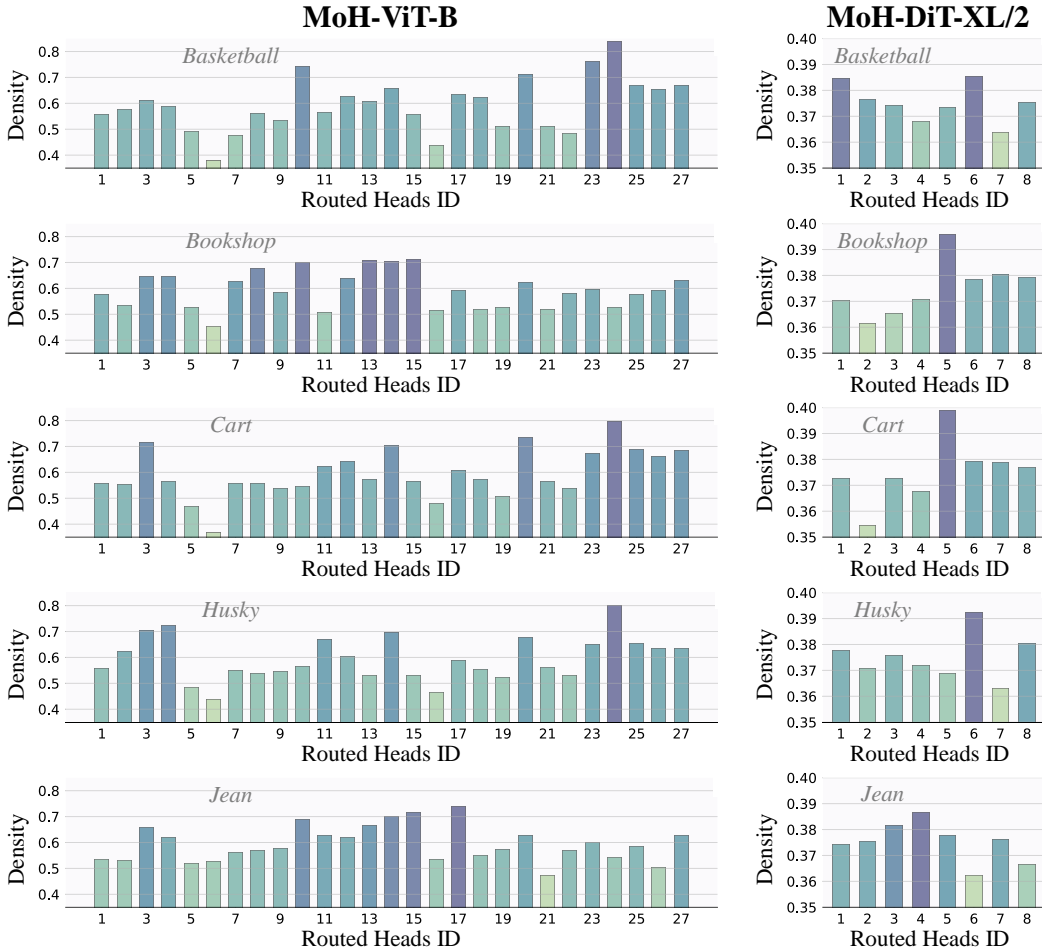 MoH-ViT-B MoH-DiT-XL/2
Basketball
Density
0.8
0.7
0.6
0.5
0.4
1 3 5 7 9 11 13 15 17 19 21 23 25 27
Routed Heads ID
Basketball
Density
0.40
0.39
0.38
0.37
0.36
0.35
1 2 3 4 5 6 7 8
Routed Heads ID
Bookshop
Density
0.8
0.7
0.6
0.5
0.4
1 3 5 7 9 11 13 15 17 19 21 23 25 27
Routed Heads ID
Bookshop
Density
0.40
0.39
0.38
0.37
0.36
0.35
1 2 3 4 5 6 7 8
Routed Heads ID
Cart
Density
0.8
0.7
0.6
0.5
0.4
1 3 5 7 9 11 13 15 17 19 21 23 25 27
Routed Heads ID
Cart
Density
0.40
0.39
0.38
0.37
0.36
0.35
1 2 3 4 5 6 7 8
Routed Heads ID
Husky
Density
0.8
0.7
0.6
0.5
0.4
1 3 5 7 9 11 13 15 17 19 21 23 25 27
Routed Heads ID
Husky
Density
0.40
0.39
0.38
0.37
0.36
0.35
1 2 3 4 5 6 7 8
Routed Heads ID
Jean
Density
0.8
0.7
0.6
0.5
0.4
1 3 5 7 9 11 13 15 17 19 21 23 25 27
Routed Heads ID
Jean
Density
0.40
0.39
0.38
0.37
0.36
0.35
1 2 3 4 5 6 7 8
Routed Heads ID